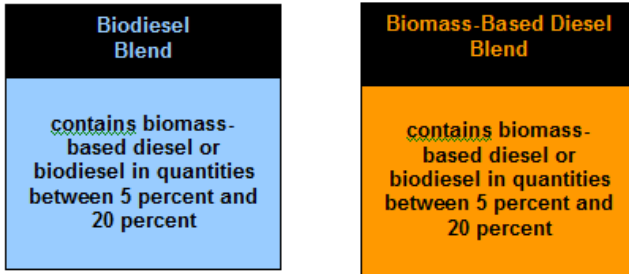 Biodiesel
Blend
contains biomass-
based diesel or
biodiesel in quantities
between 5 percent and
20 percent
Biomass-Based Diesel
Blend
contains biomass-
based diesel or
biodiesel in quantities
between 5 percent and
20 percent